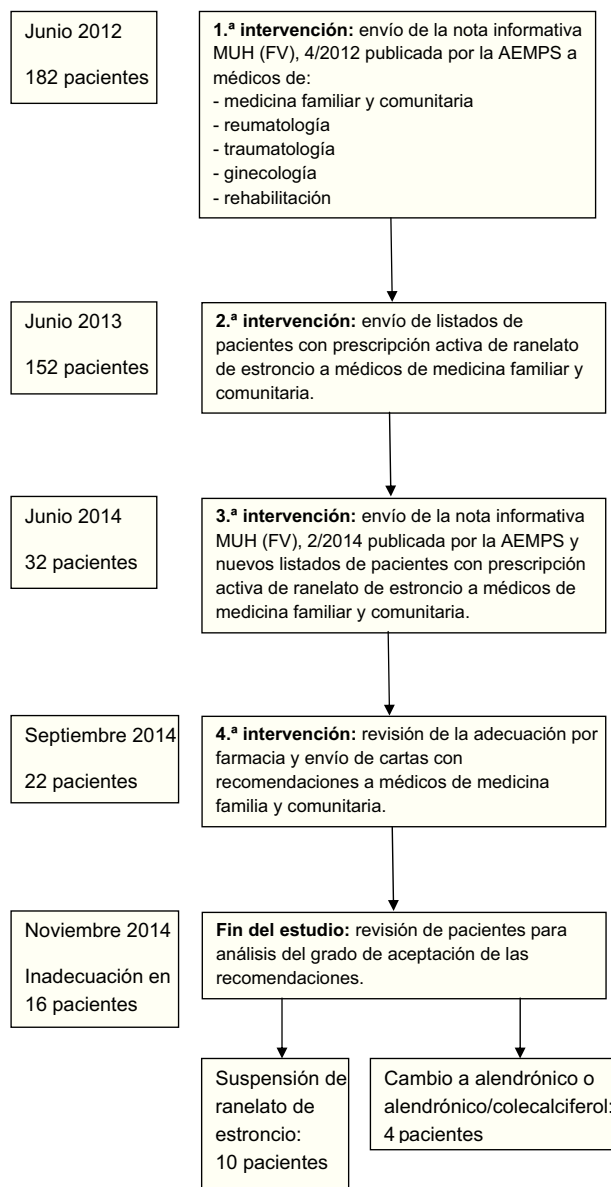 Junio 2012
182 pacientes
1.ª intervención: envío de la nota informativa
MUH (FV), 4/2012 publicada por la AEMPS a
médicos de:
- medicina familiar y comunitaria
- reumatología
- traumatología
- ginecología
- rehabilitación
Junio 2013
152 pacientes
2.ª intervención: envío de listados de
pacientes con prescripción activa de ranelato
de estroncio a médicos de medicina familiar y
comunitaria.
Junio 2014
32 pacientes
3.ª intervención: envío de la nota informativa
MUH (FV), 2/2014 publicada por la AEMPS y
nuevos listados de pacientes con prescripción
activa de ranelato de estroncio a médicos de
medicina familiar y comunitaria.
Septiembre 2014
22 pacientes
4.ª intervención: revisión de la adecuación por
farmacia y envío de cartas con
recomendaciones a médicos de medicina
familia y comunitaria.
Noviembre 2014
Inadecuación en
16 pacientes
Fin del estudio: revisión de pacientes para
análisis del grado de aceptación de las
recomendaciones.
Suspensión de
ranelato de
estroncio:
10 pacientes
Cambio a alendrónico o
alendrónico/colecalciferol:
4 pacientes